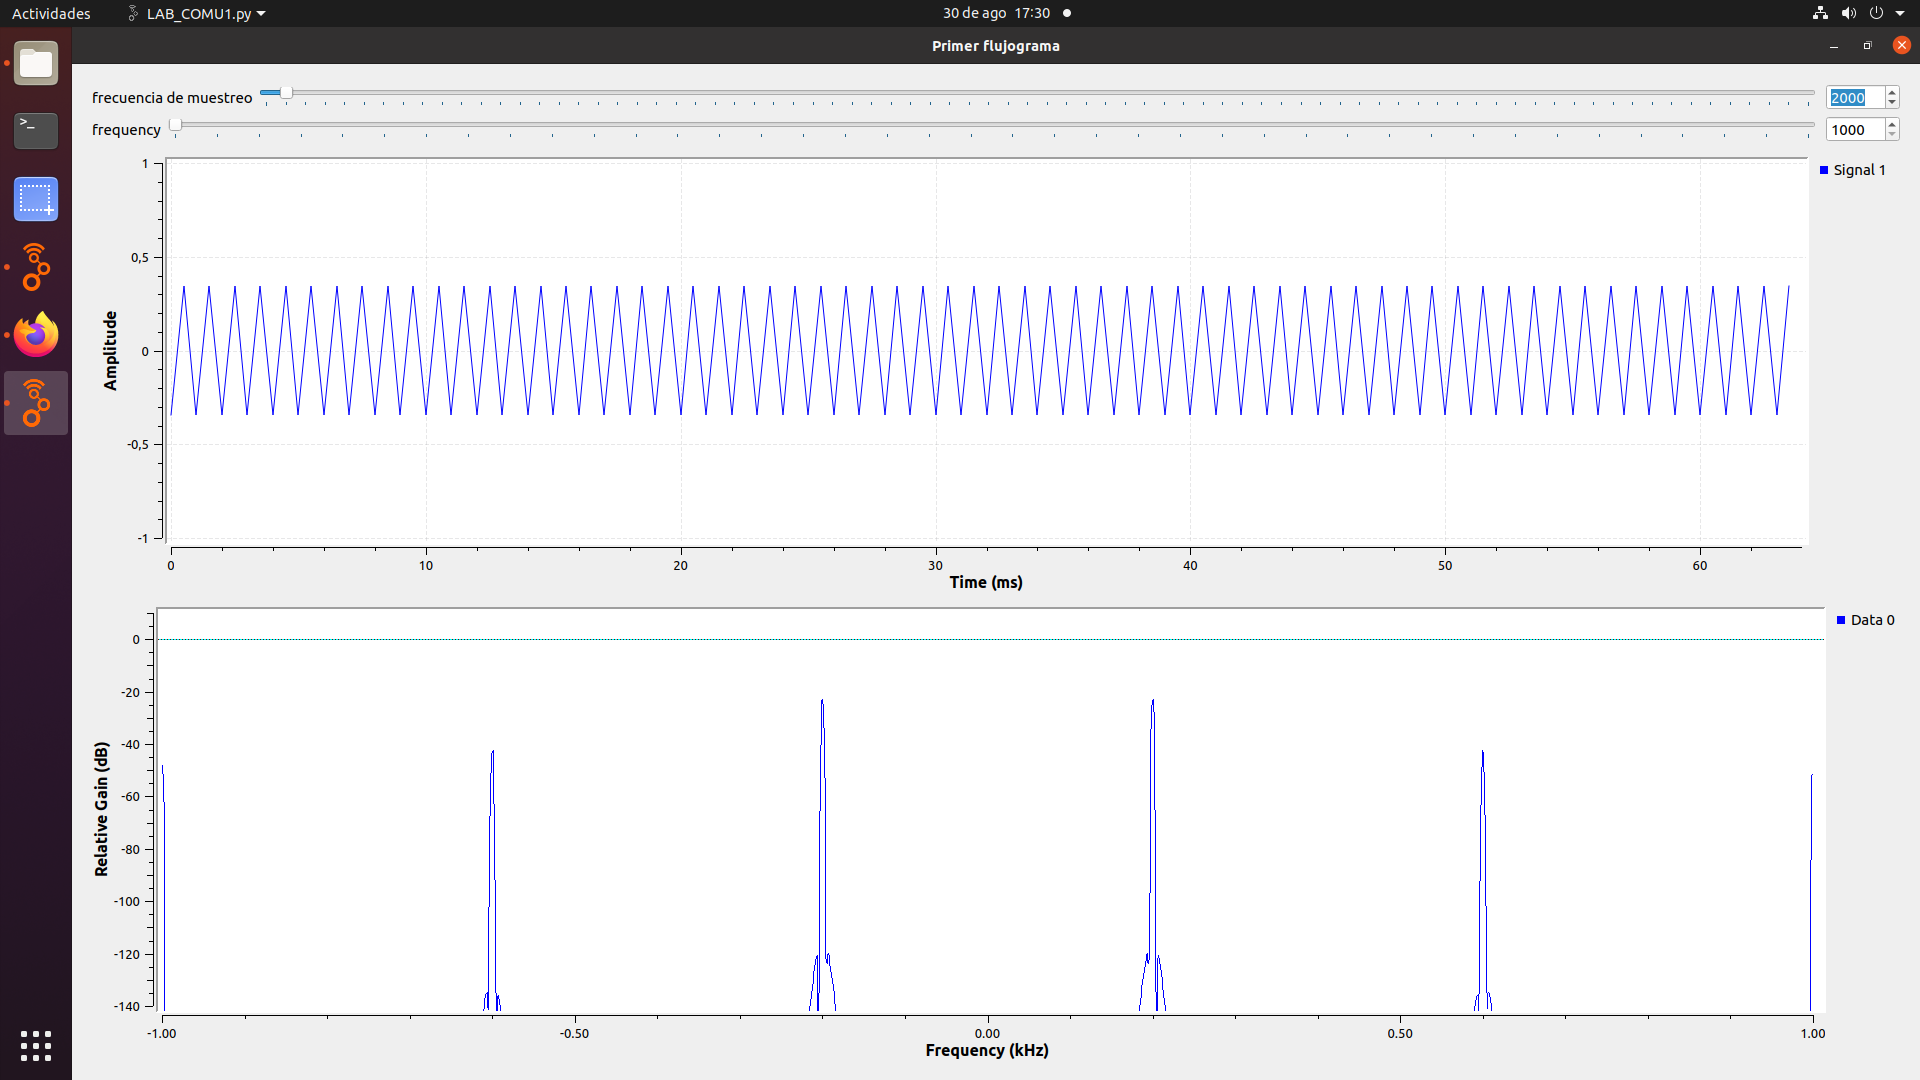 Actividades
LAB_COMU1.py
30 de ago 17:30
Primer flujograma
frecuencia de muestreo
2000
frequency
1000
Signal 1
1
0,5
0
-0,5
-1
Amplitude
0 10 20 30 40 50 60
Time (ms)
Data 0
0
-20
-40
-60
-80
-100
-120
-140
Relative Gain (dB)
-1.00 -0.50 0.00 0.50 1.00
Frequency (kHz)